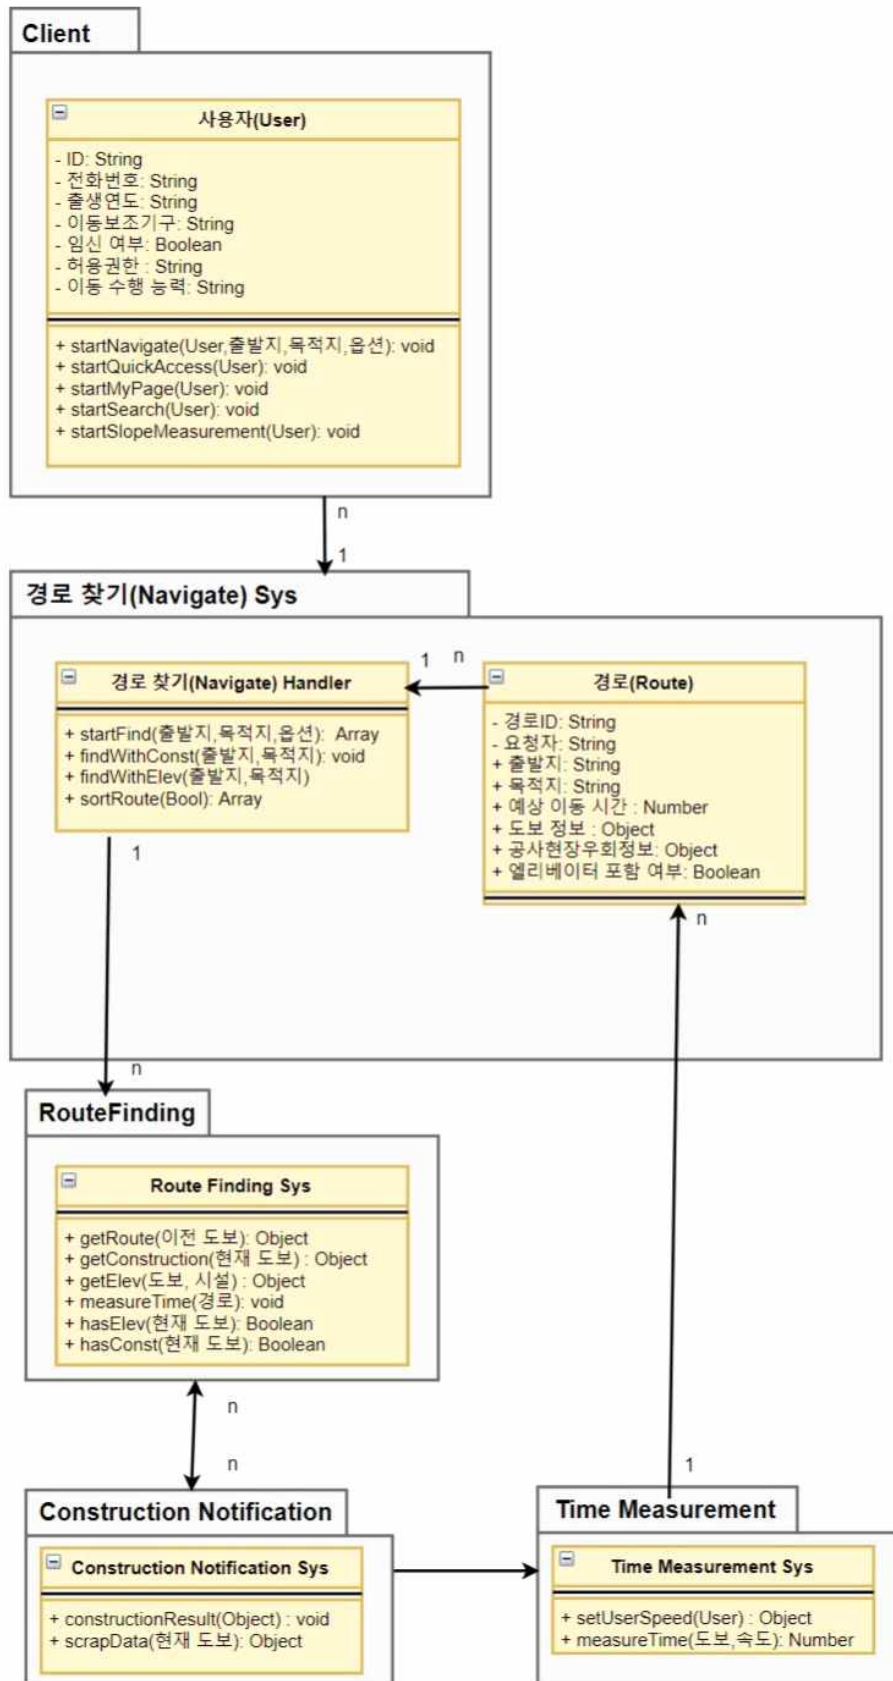 Client
사용자(User)
- ID: String
- 전화번호: String
- 출생연도: String
- 이동보조기구: String
- 임신 여부: Boolean
- 허용권한 : String
- 이동 수행 능력: String
+ startNavigate(User,출발지,목적지,옵션): void
+ startQuickAccess(User): void
+ startMyPage(User): void
+ startSearch(User): void
+ startSlopeMeasurement(User): void
n
1
경로 찾기(Navigate) Sys
경로 찾기(Navigate) Handler
+ startFind(출발지,목적지,옵션): Array
+ findWithConst(출발지,목적지): void
+ findWithElev(출발지,목적지)
+ sortRoute(Bool): Array
1
n
경로(Route)
- 경로ID: String
- 요청자: String
+ 출발지: String
+ 목적지: String
+ 예상 이동 시간 : Number
+ 도보 정보 : Object
+ 공사현장우회정보: Object
+ 엘리베이터 포함 여부: Boolean
1
n
n
RouteFinding
Route Finding Sys
+ getRoute(이전 도보): Object
+ getConstruction(현재 도보) : Object
+ getElev(도보, 시설) : Object
+ measureTime(경로): void
+ hasElev(현재 도보): Boolean
+ hasConst(현재 도보): Boolean
n
n
1
Construction Notification
Construction Notification Sys
+ constructionResult(Object) : void
+ scrapData(현재 도보): Object
Time Measurement
Time Measurement Sys
+ setUserSpeed(User) : Object
+ measureTime(도보,속도): Number